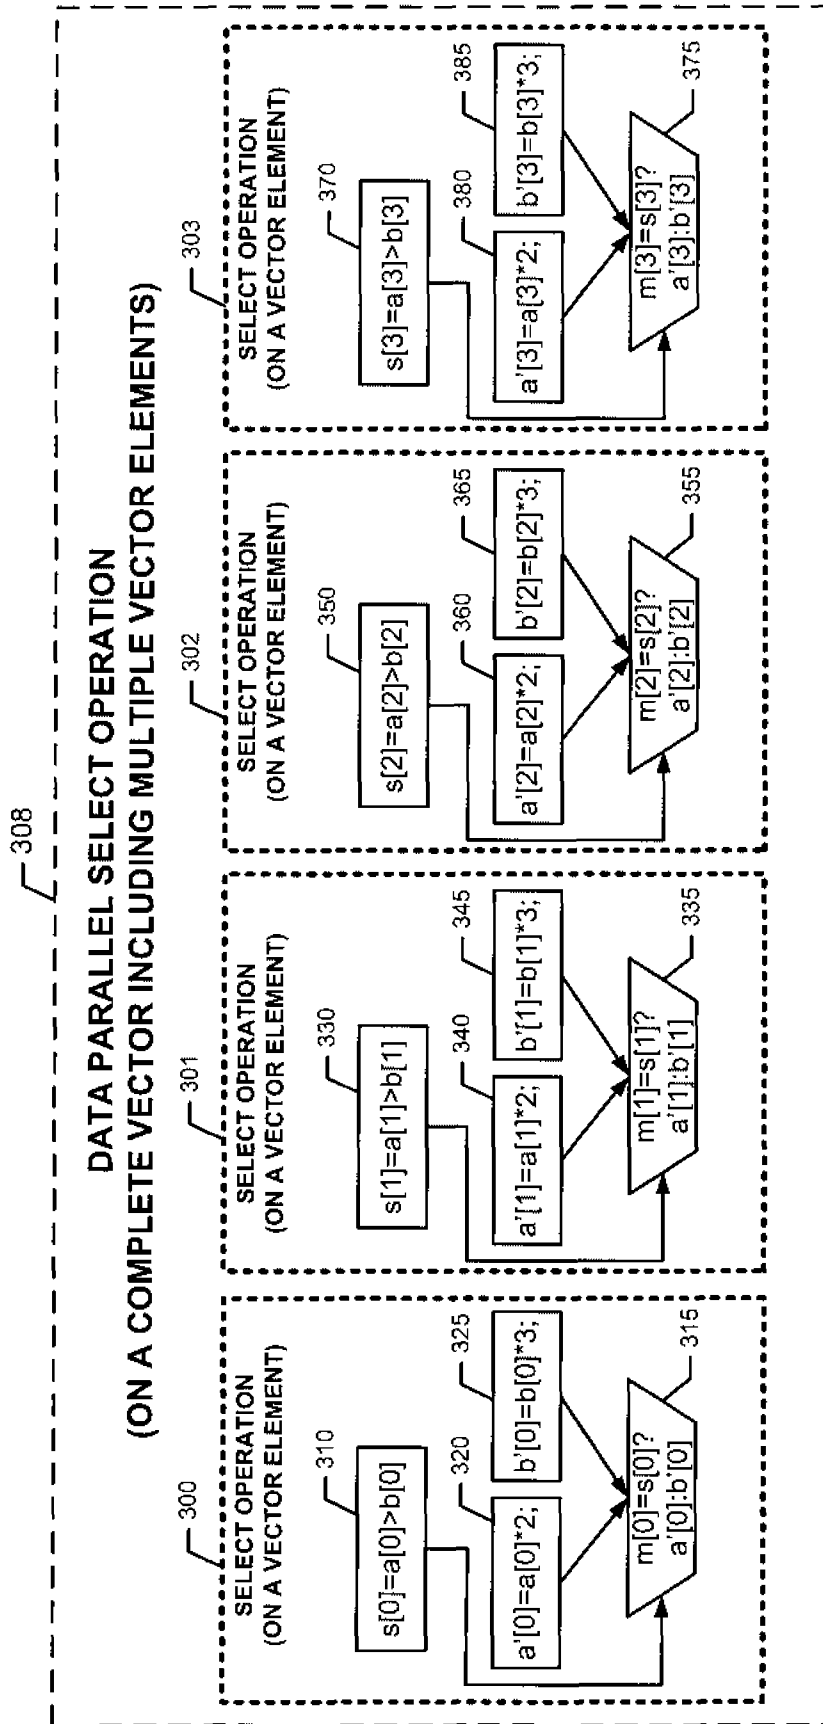 308
DATA PARALLEL SELECT OPERATION
(ON A COMPLETE VECTOR INCLUDING MULTIPLE VECTOR ELEMENTS)
300
SELECT OPERATION
(ON A VECTOR ELEMENT)
310
s[0]=a[0]>b[0]
320
a'[0]=a[0]*2;
325
b'[0]=b[0]*3;
m[0]=s[0]?
a'[0]:b'[0]
315
301
SELECT OPERATION
(ON A VECTOR ELEMENT)
330
s[1]=a[1]>b[1]
340
a'[1]=a[1]*2;
345
b'[1]=b[1]*3;
m[1]=s[1]?
a'[1]:b'[1]
335
302
SELECT OPERATION
(ON A VECTOR ELEMENT)
350
s[2]=a[2]>b[2]
360
a'[2]=a[2]*2;
365
b'[2]=b[2]*3;
m[2]=s[2]?
a'[2]:b'[2]
355
303
SELECT OPERATION
(ON A VECTOR ELEMENT)
370
s[3]=a[3]>b[3]
380
a'[3]=a[3]*2;
385
b'[3]=b[3]*3;
m[3]=s[3]?
a'[3]:b'[3]
375